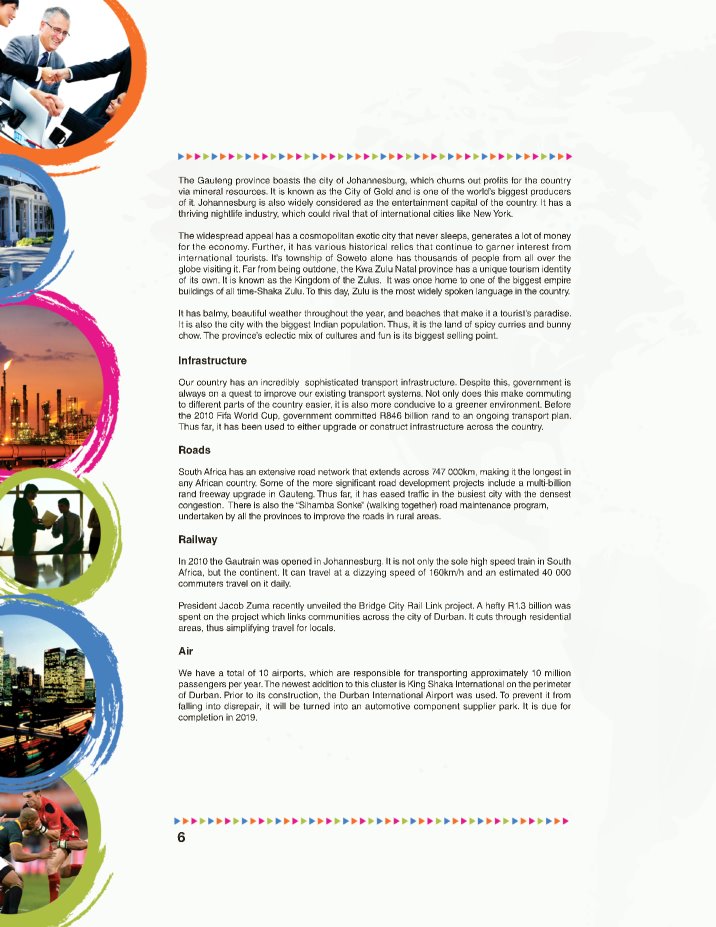 The Gauteng province boasts the city of Johannesburg, which churns out profits for the country
via mineral resources. It is known as the City of Gold and is one of the world's biggest producers
of it. Johannesburg is also widely considered as the entertainment capital of the country. It has a
thriving nightlife industry, which could rival that of international cities like New York.
The widespread appeal has a cosmopolitan exotic city that never sleeps, generates a lot of money
for the economy. Further, it has various historical relics that continue to garner interest from
international tourists. It's township of Soweto alone has thousands of people from all over the
globe visiting it. Far from being outdone, the Kwa Zulu Natal province has a unique tourism identity
of its own. It is known as the Kingdom of the Zulus. It was once home to one of the biggest empire
buildings of all time-Shaka Zulu. To this day, Zulu is the most widely spoken language in the country.
It has balmy, beautiful weather throughout the year, and beaches that make it a tourist's paradise.
It is also the city with the biggest Indian population. Thus, it is the land of spicy curries and bunny
chow. The province's eclectic mix of cultures and fun is its biggest selling point.
Infrastructure
Our country has an incredibly sophisticated transport infrastructure. Despite this, government is
always on a quest to improve our existing transport systems. Not only does this make commuting
to different parts of the country easier, it is also more conducive to a greener environment. Before
the 2010 Fifa World Cup, government committed R846 billion rand to an ongoing transport plan.
Thus far, it has been used to either upgrade or construct infrastructure across the country.
Roads
South Africa has an extensive road network that extends across 747 000km, making it the longest in
any African country. Some of the more significant road development projects include a multi-billion
rand freeway upgrade in Gauteng. Thus far, it has eased traffic in the busiest city with the densest
congestion. There is also the "Sihamba Sonke" (walking together) road maintenance program,
undertaken by all the provinces to improve the roads in rural areas.
Railway
In 2010 the Gautrain was opened in Johannesburg. It is not only the sole high speed train in South
Africa, but the continent. It can travel at a dizzying speed of 160km/h and an estimated 40 000
commuters travel on it daily.
President Jacob Zuma recently unveiled the Bridge City Rail Link project. A hefty R1.3 billion was
spent on the project which links communities across the city of Durban. It cuts through residential
areas, thus simplifying travel for locals.
Air
We have a total of 10 airports, which are responsible for transporting approximately 10 million
passengers per year. The newest addition to this cluster is King Shaka International on the perimeter
of Durban. Prior to its construction, the Durban International Airport was used. To prevent it from
falling into disrepair, it will be turned into an automotive component supplier park. It is due for
completion in 2019.
6